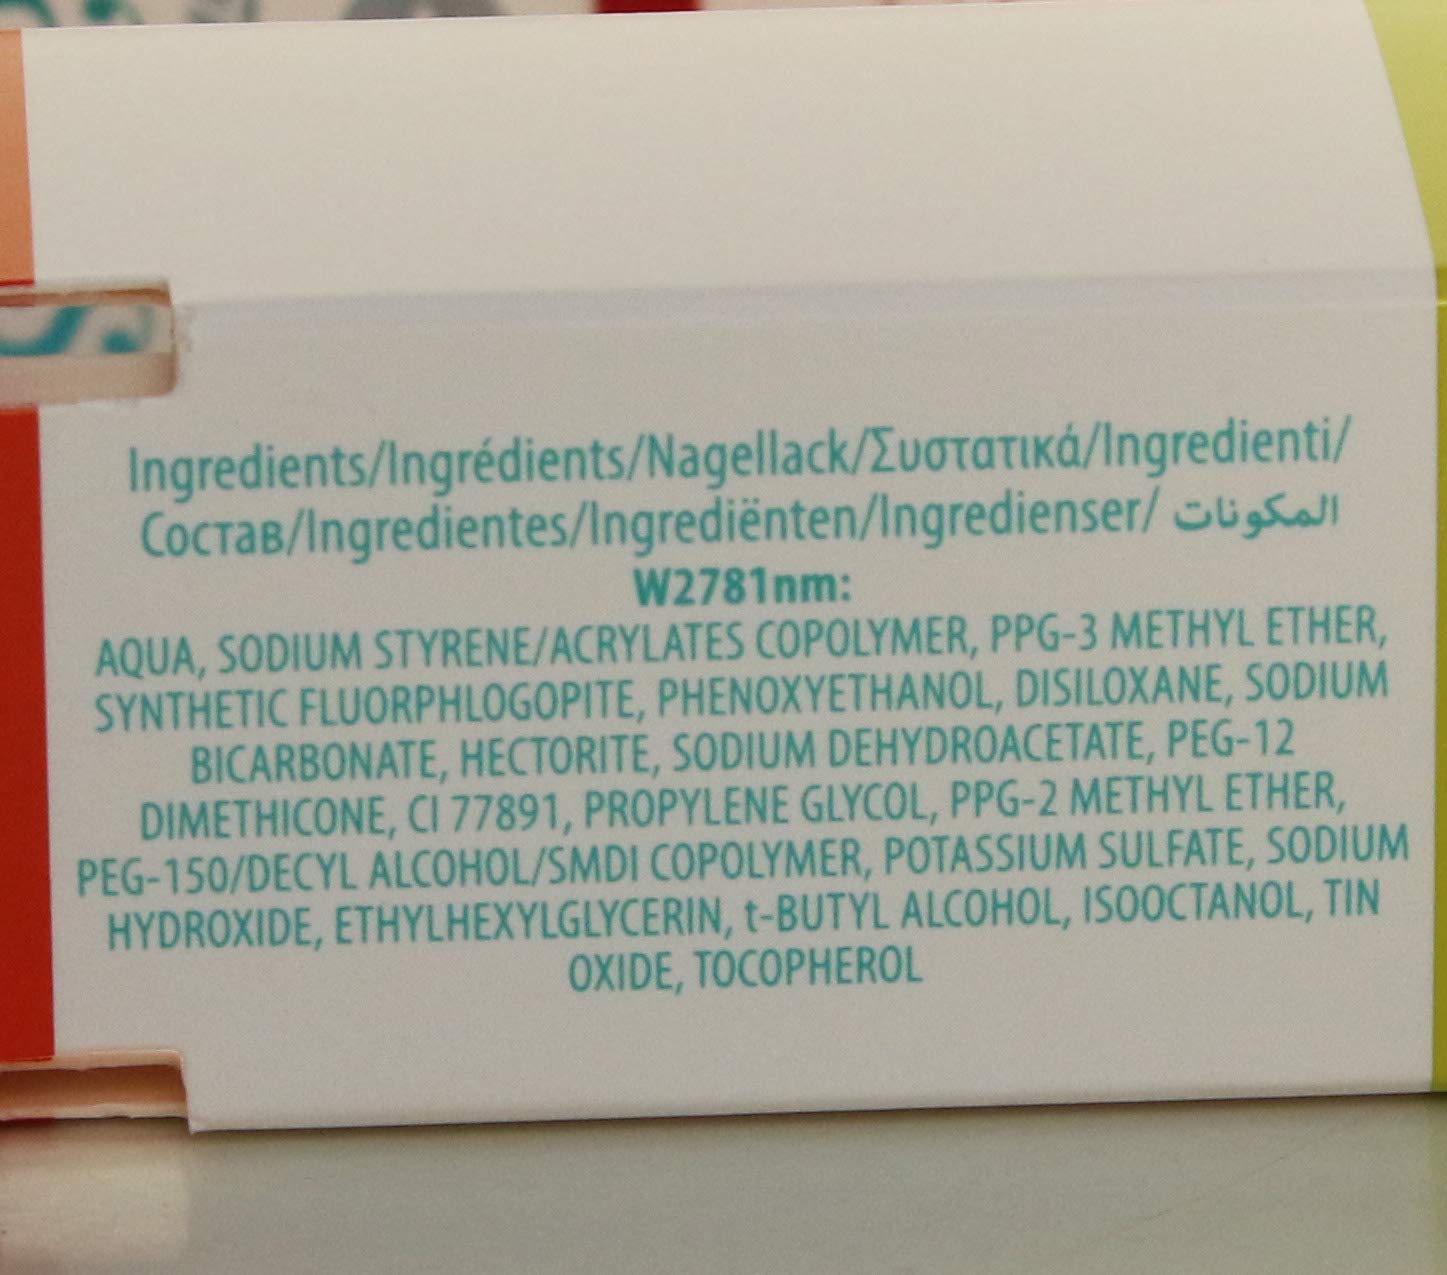 Ingredients/Ingrédients/Nagellack/Συστατικά/Ingredienti/
Состав/Ingredientes/Ingrediënten/Ingredienser/ المكونات
W2781nm:
AQUA, SODIUM STYRENE/ACRYLATES COPOLYMER, PPG-3 METHYL ETHER,
SYNTHETIC FLUORPHLOGOPITE, PHENOXYETHANOL, DISILOXANE, SODIUM
BICARBONATE, HECTORITE, SODIUM DEHYDROACETATE, PEG-12
DIMETHICONE, CI 77891, PROPYLENE GLYCOL, PPG-2 METHYL ETHER,
PEG-150/DECYL ALCOHOL/SMDI COPOLYMER, POTASSIUM SULFATE, SODIUM
HYDROXIDE, ETHYLHEXYLGLYCERIN, t-BUTYL ALCOHOL, ISOOCTANOL, TIN
OXIDE, TOCOPHEROL